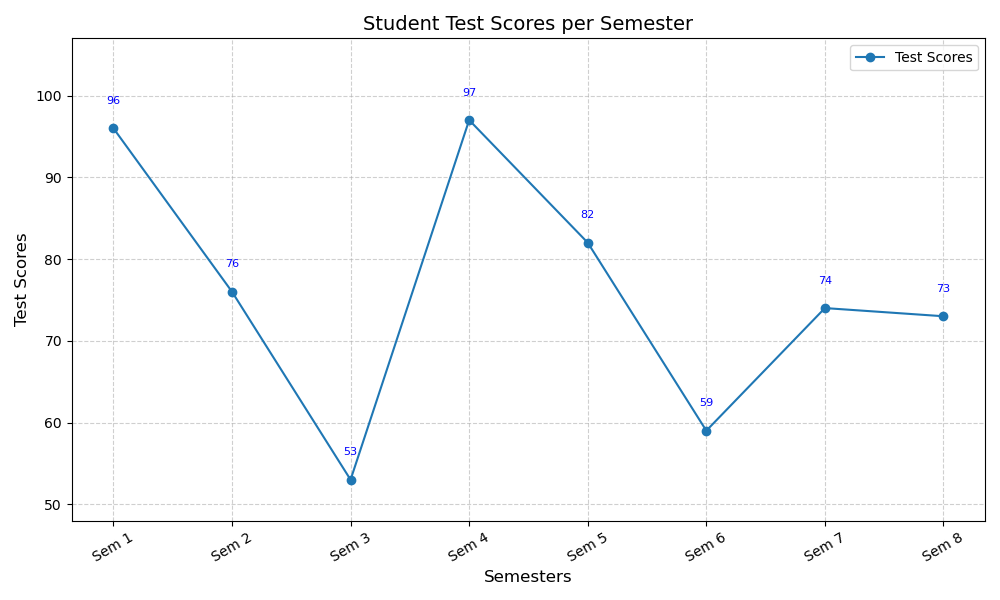 Student Test Scores per Semester
Test Scores
100
90
80
70
60
50
Test Scores
96
76
53
97
82
59
74
73
Sem 1
Sem 2
Sem 3
Sem 4
Sem 5
Sem 6
Sem 7
Sem 8
Semesters